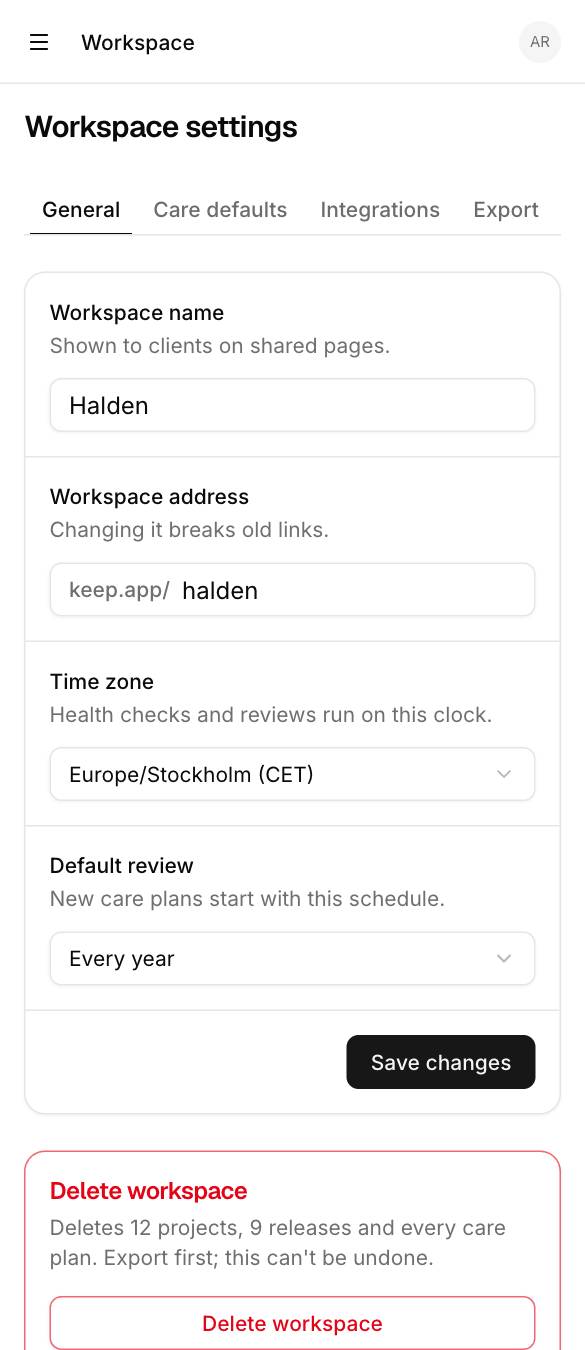 Workspace
AR
Workspace settings
General
Care defaults
Integrations
Export
Workspace name
Shown to clients on shared pages.
Halden
Workspace address
Changing it breaks old links.
keep.app/ halden
Time zone
Health checks and reviews run on this clock.
Europe/Stockholm (CET)
Default review
New care plans start with this schedule.
Every year
Save changes
Delete workspace
Deletes 12 projects, 9 releases and every care
plan. Export first; this can't be undone.
Delete workspace